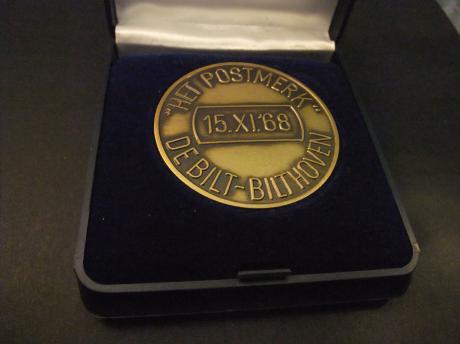 "HET POSTMERK"
15.XI.'68
DE BILT-BILTHOVEN